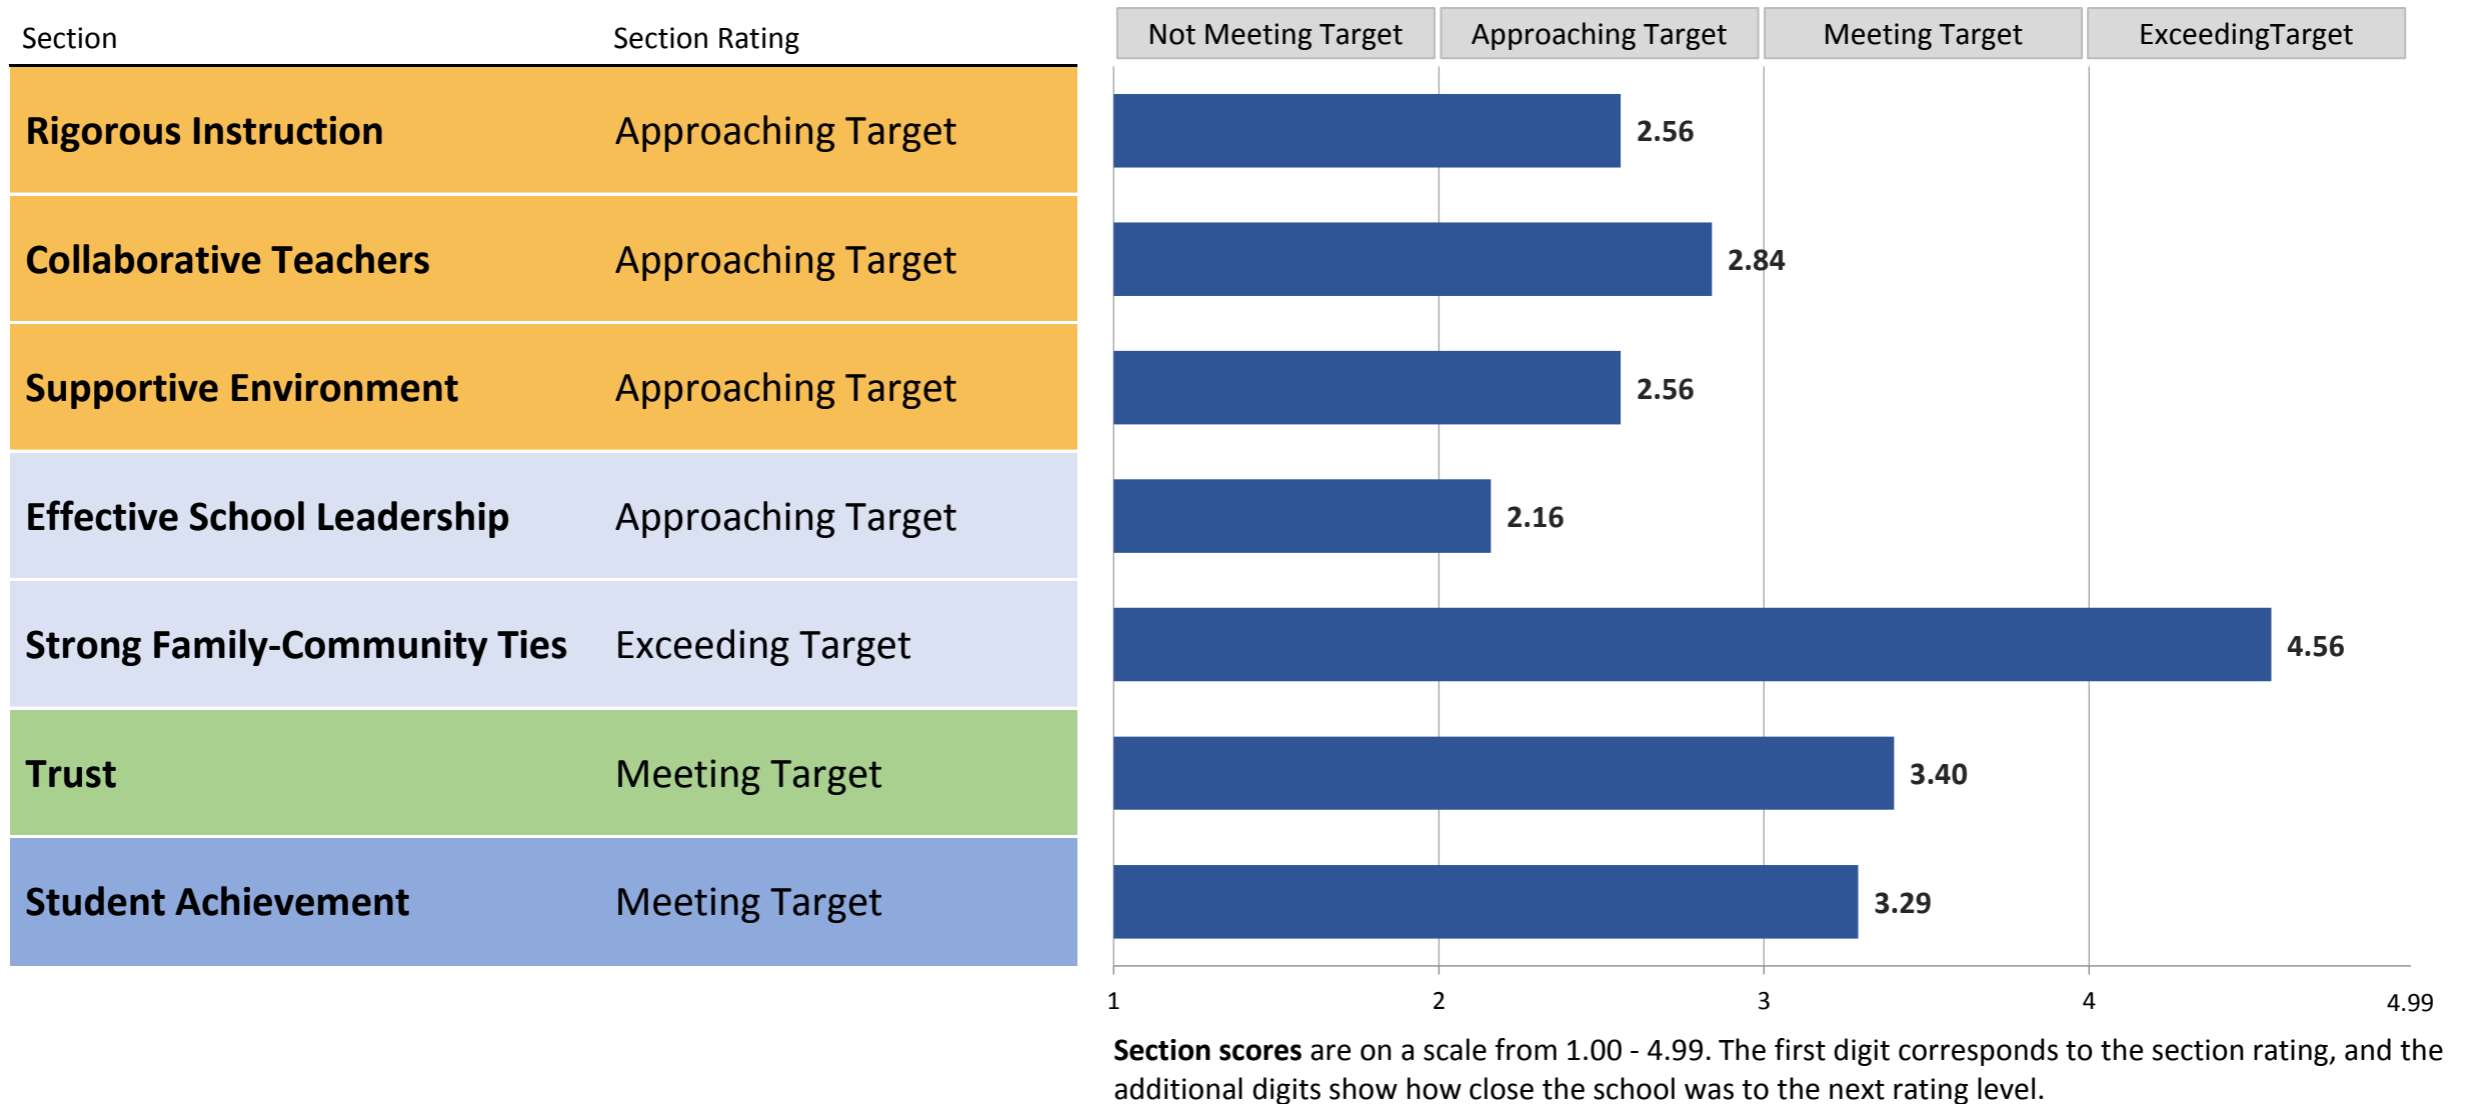 Section Section Rating Not Meeting Target Approaching Target Meeting Target ExceedingTarget
Rigorous Instruction Approaching Target 2.56
Collaborative Teachers Approaching Target 2.84
Supportive Environment Approaching Target 2.56
Effective School Leadership Approaching Target 2.16
Strong Family-Community Ties Exceeding Target 4.56
Trust Meeting Target 3.40
Student Achievement Meeting Target 3.29
1 2 3 4 4.99
Section scores are on a scale from 1.00 - 4.99. The first digit corresponds to the section rating, and the
additional digits show how close the school was to the next rating level.